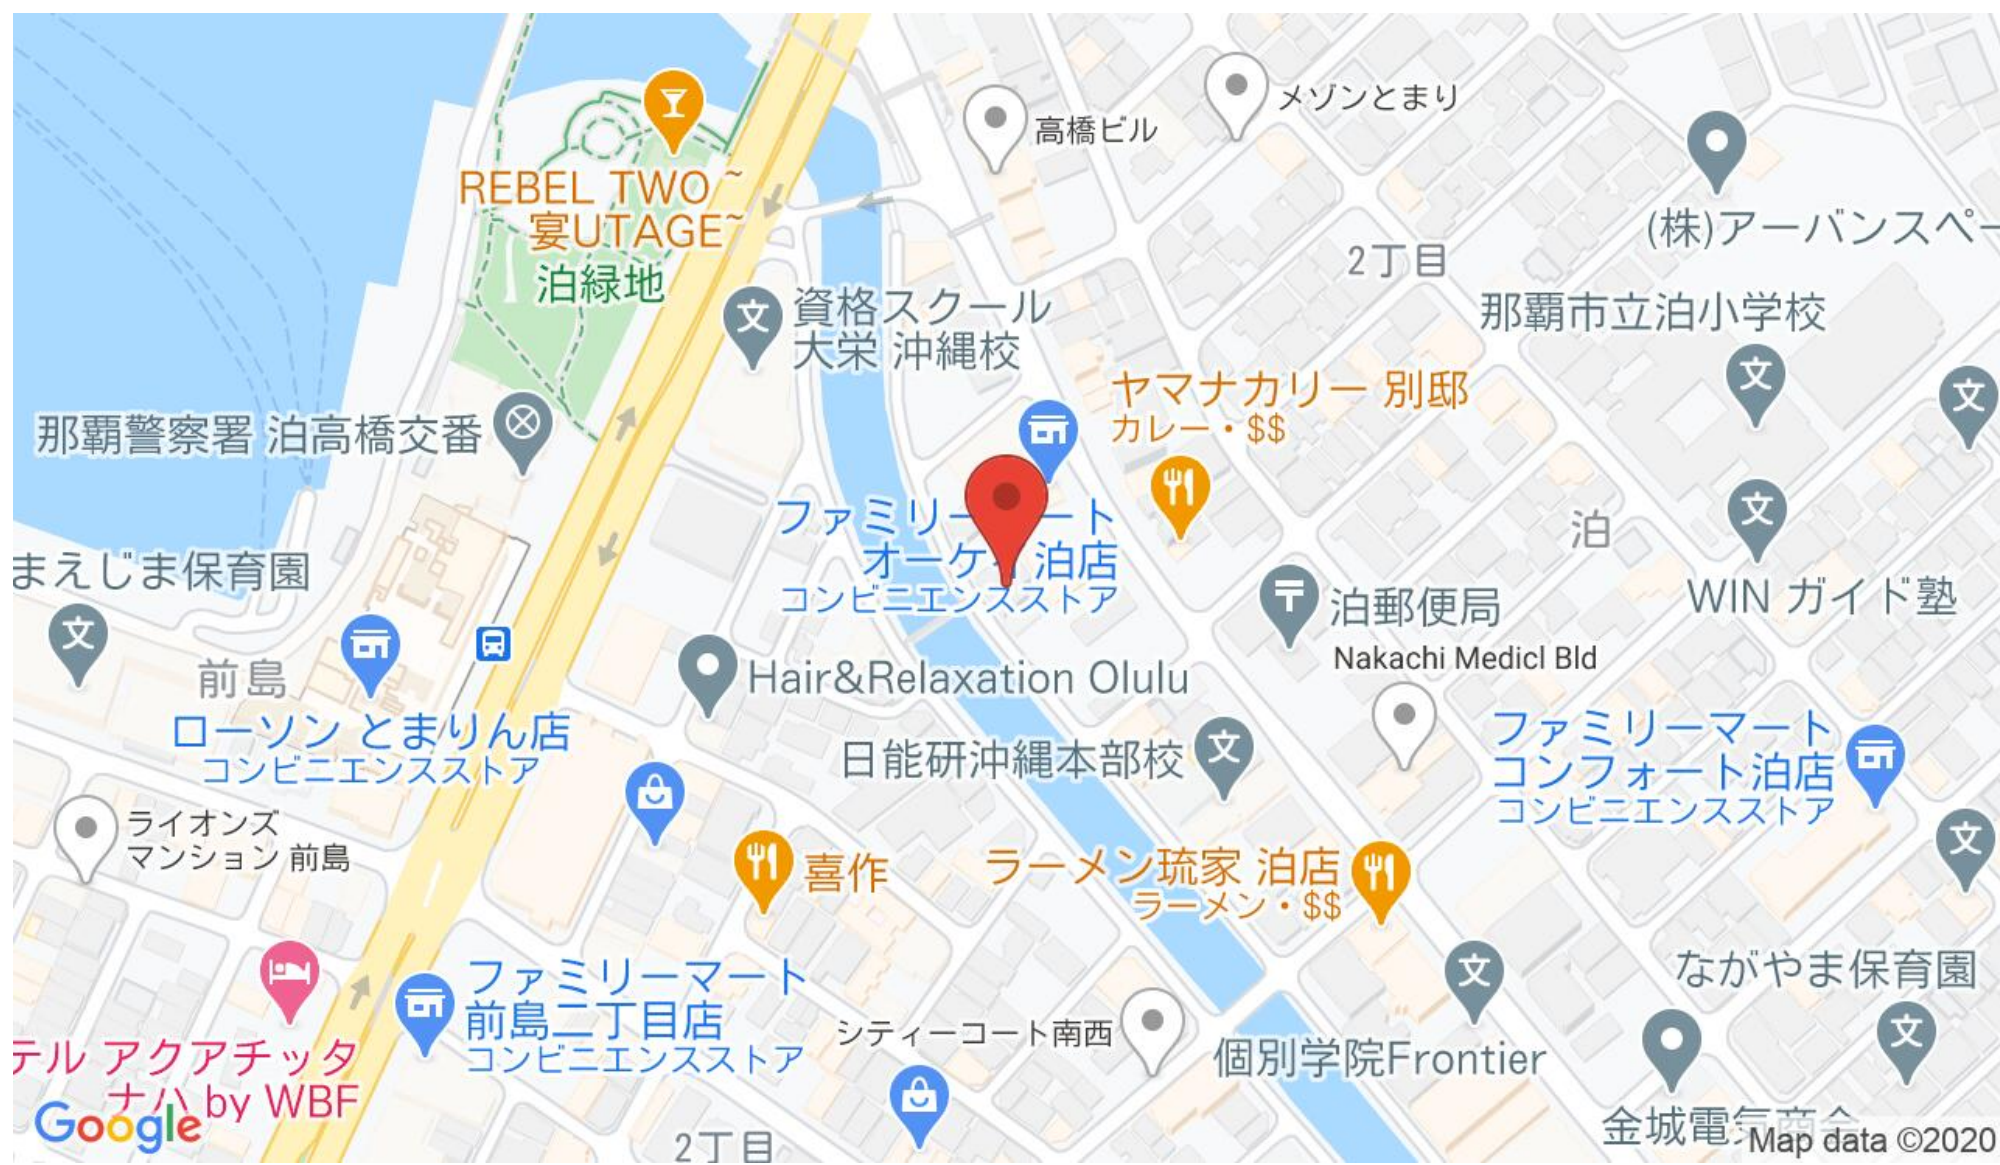 メゾンとまり
高橋ビル
REBEL TWO ~
宴UTAGE~
泊緑地
(株)アーバンスペー
2丁目
資格スクール
大栄 沖縄校
那覇市立泊小学校
ヤマナカリー 別邸
カレー・$$
那覇警察署 泊高橋交番
ファミリーマート
オーケイ 泊店
コンビニエンスストア
泊
まえじま保育園
WIN ガイド塾
泊郵便局
Nakachi Medicl Bld
前島
Hair&Relaxation Olulu
ローソン とまりん店
コンビニエンスストア
日能研沖縄本部校
ファミリーマート
コンフォート泊店
コンビニエンスストア
ライオンズ
マンション 前島
喜作
ラーメン琉家 泊店
ラーメン・$$
ファミリーマート
前島二丁目店
コンビニエンスストア
ながやま保育園
シティーコート南西
個別学院Frontier
テル アクアチッタ
ナハ by WBF
Google
2丁目
金城電気商会
Map data ©2020